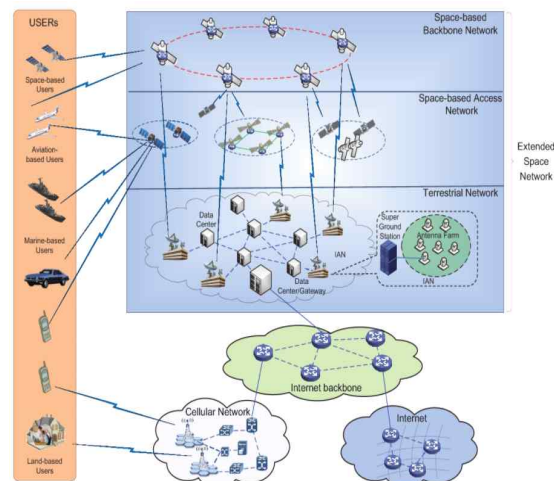 USERs
Space-based
Users
Aviation-
based Users
Marine-based Users
Land-based
Users
Space-based
Backbone Network
Space-based Access
Network
Terrestrial Network
Data
Center
IAN
Data
Center/Gateway
Super
Ground
Station
Antenna Farm
IAN
Extended
Space
Network
Internet backbone
Cellular Network
Internet